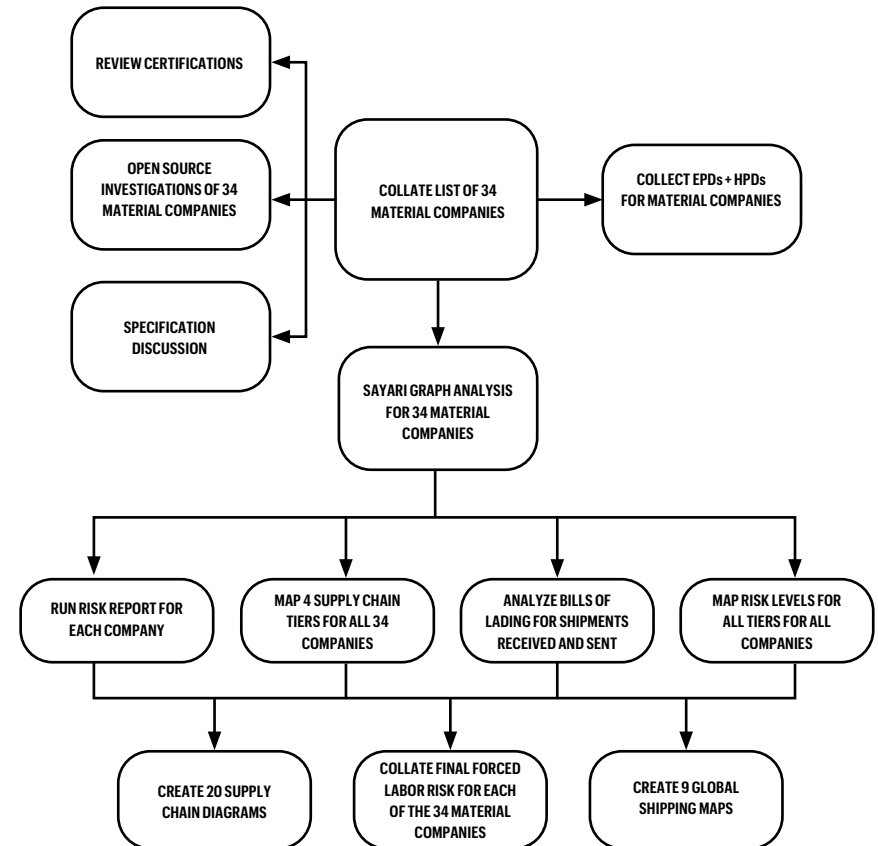 REVIEW CERTIFICATIONS
OPEN SOURCE
INVESTIGATIONS OF 34
MATERIAL COMPANIES
SPECIFICATION
DISCUSSION
COLLATE LIST OF 34
MATERIAL COMPANIES
COLLECT EPDs + HPDs
FOR MATERIAL COMPANIES
SAYARI GRAPH ANALYSIS
FOR 34 MATERIAL
COMPANIES
RUN RISK REPORT FOR
EACH COMPANY
MAP 4 SUPPLY CHAIN
TIERS FOR ALL 34
COMPANIES
ANALYZE BILLS OF
LADING FOR SHIPMENTS
RECEIVED AND SENT
MAP RISK LEVELS FOR
ALL TIERS FOR ALL
COMPANIES
CREATE 20 SUPPLY
CHAIN DIAGRAMS
COLLATE FINAL FORCED
LABOR RISK FOR EACH
OF THE 34 MATERIAL
COMPANIES
CREATE 9 GLOBAL
SHIPPING MAPS